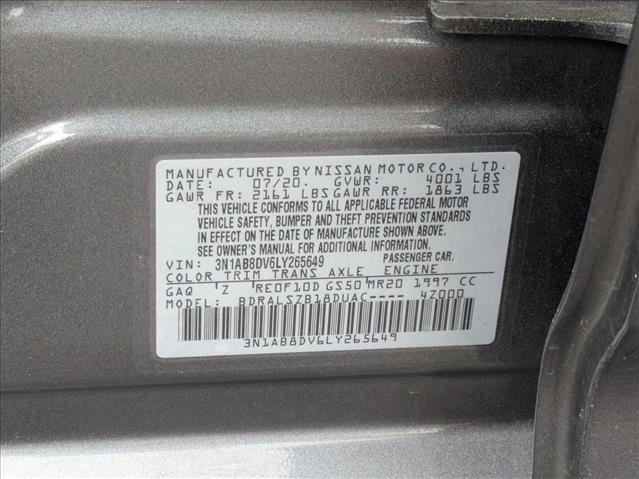 MANUFACTURED BY NISSAN MOTOR CO., LTD.
DATE: 07/20. GVWR: 4001 LBS
GAWR FR: 2161 LBS GAWR RR: 1863 LBS
THIS VEHICLE CONFORMS TO ALL APPLICABLE FEDERAL MOTOR
VEHICLE SAFETY, BUMPER AND THEFT PREVENTION STANDARDS
IN EFFECT ON THE DATE OF MANUFACTURE SHOWN ABOVE.
SEE OWNER'S MANUAL FOR ADDITIONAL INFORMATION.
VIN: 3N1AB8DV6LY265649 PASSENGER CAR.
COLOR TRIM TRANS AXLE ENGINE
GAQ Z RE0F10D GS50 MR20 1997 CC
MODEL: BDRALSZB18DUAC---- 4Z000
3N1AB8DV6LY265649